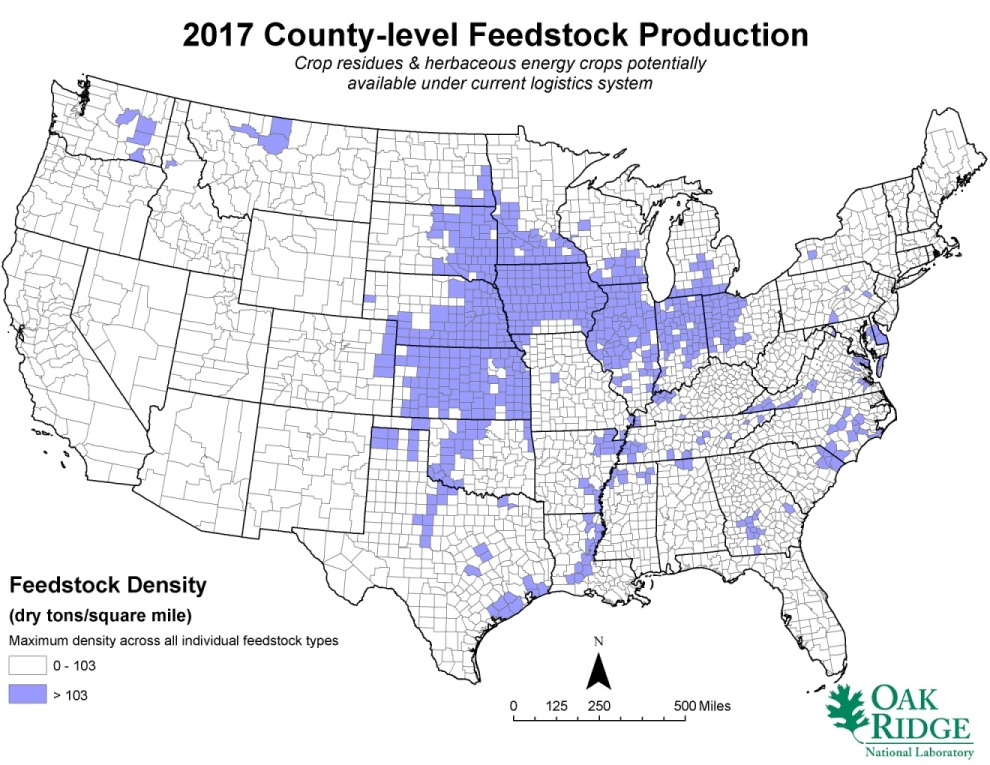 2017 County-level Feedstock Production
Crop residues & herbaceous energy crops potentially
available under current logistics system
Feedstock Density
(dry tons/square mile)
Maximum density across all individual feedstock types
0 - 103
> 103
N
0 125 250 500 Miles
OAK
RIDGE
National Laboratory